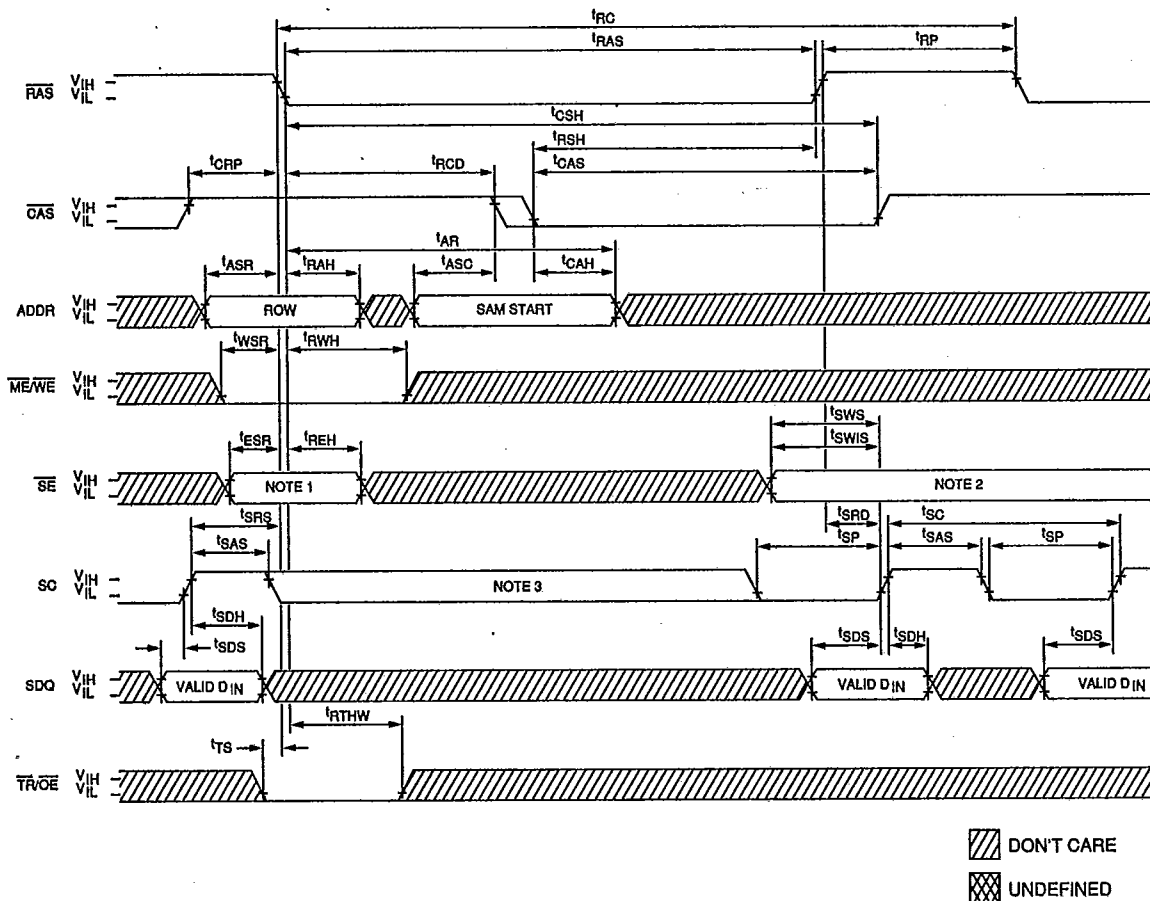 tRC
tRAS
tRP
RAS VIH VIL
tCSH
tRSH
tCRP tRCD tCAS
CAS VIH VIL
tAR
tASR tRAH tASC tCAH
ADDR VIH VIL ROW SAM START
tWSR tRWH
ME/WE VIH VIL
tSWS
tESR tREH tSWIS
SE VIH VIL NOTE 1 NOTE 2
tSRS tSRD tSC
tSAS tSP tSAS tSP
SC VIH VIL NOTE 3
tSDH
tSDS tSDS tSDH tSDS
SDQ VIH VIL VALID DIN VALID DIN VALID DIN
tRTHW
tTS
TR/OE VIH VIL
DON'T CARE
UNDEFINED